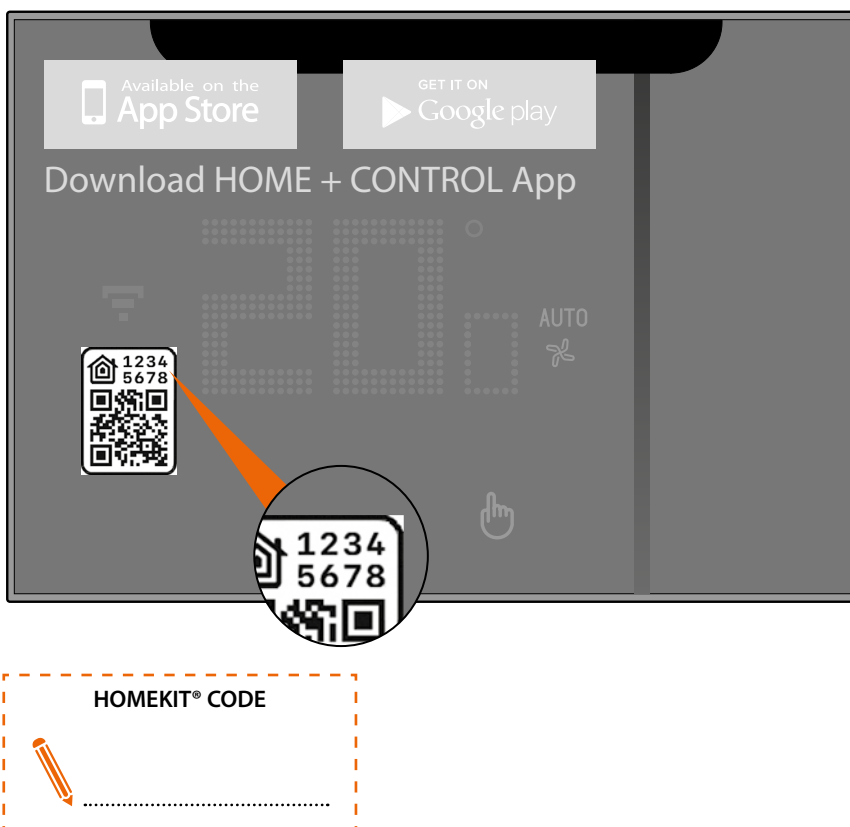 Available on the
App Store
GET IT ON
Google play
Download HOME + CONTROL App
20°
AUTO
1234
5678
1234
5678
HOMEKIT® CODE